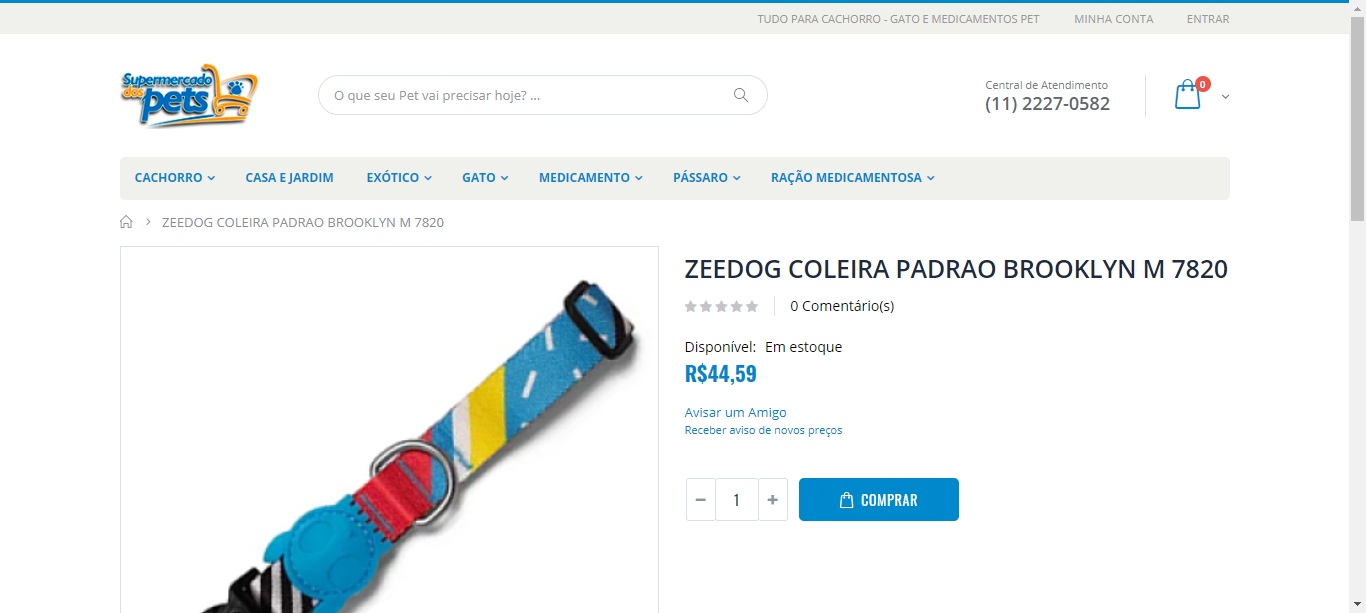 TUDO PARA CACHORRO - GATO E MEDICAMENTOS PET MINHA CONTA ENTRAR
Supermercado
dos
pets
O que seu Pet vai precisar hoje? ...
Central de Atendimento
(11) 2227-0582
0
CACHORRO CASA E JARDIM EXÓTICO GATO MEDICAMENTO PÁSSARO RAÇÃO MEDICAMENTOSA
ZEEDOG COLEIRA PADRAO BROOKLYN M 7820
ZEEDOG COLEIRA PADRAO BROOKLYN M 7820
0 Comentário(s)
Disponível: Em estoque
R$44,59
Avisar um Amigo
Receber aviso de novos preços
− 1 + COMPRAR